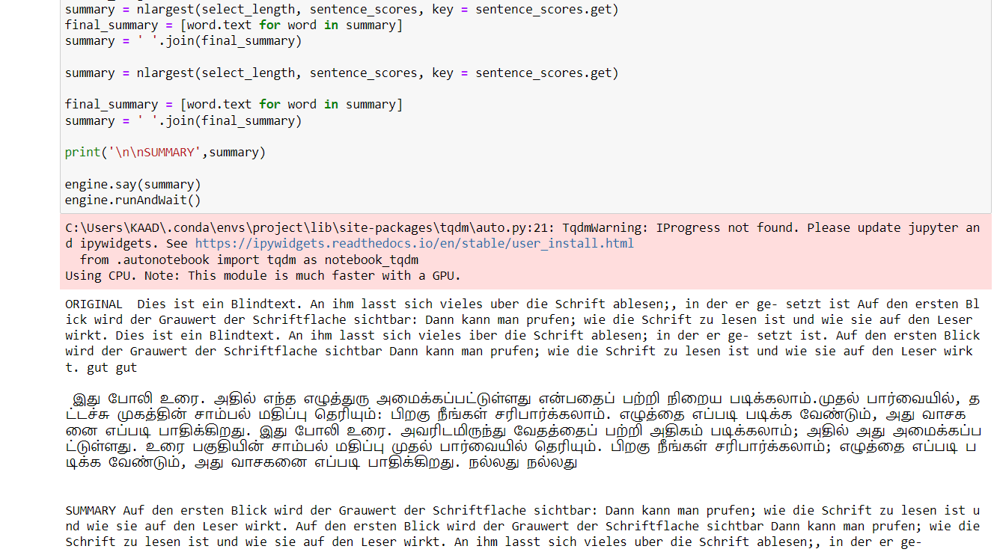 summary = nlargest(select_length, sentence_scores, key = sentence_scores.get)
final_summary = [word.text for word in summary]
summary = ' '.join(final_summary)
summary = nlargest(select_length, sentence_scores, key = sentence_scores.get)
final_summary = [word.text for word in summary]
summary = ' '.join(final_summary)
print('\n\nSUMMARY',summary)
engine.say(summary)
engine.runAndWait()
C:\Users\KAAD\.conda\envs\project\lib\site-packages\tqdm\auto.py:21: TqdmWarning: IProgress not found. Please update jupyter an
d ipywidgets. See https://ipywidgets.readthedocs.io/en/stable/user_install.html
from .autonotebook import tqdm as notebook_tqdm
Using CPU. Note: This module is much faster with a GPU.
ORIGINAL  Dies ist ein Blindtext. An ihm lasst sich vieles uber die Schrift ablesen;, in der er ge- setzt ist Auf den ersten Bl
ick wird der Grauwert der Schriftflache sichtbar: Dann kann man prufen; wie die Schrift zu lesen ist und wie sie auf den Leser
wirkt. Dies ist ein Blindtext. An ihm lasst sich vieles iber die Schrift ablesen; in der er ge- setzt ist. Auf den ersten Blick
wird der Grauwert der Schriftflache sichtbar Dann kann man prufen; wie die Schrift zu lesen ist und wie sie auf den Leser wirk
t. gut gut
இது போலி உரை. அதில் எந்த எழுத்துரு அமைக்கப்பட்டுள்ளது என்பதைப் பற்றி நிறைய படிக்கலாம்.முதல் பார்வையில், த
ட்டச்சு முகத்தின் சாம்பல் மதிப்பு தெரியும்: பிறகு நீங்கள் சரிபார்க்கலாம். எழுத்தை எப்படி படிக்க வேண்டும், அது வாசக
னை எப்படி பாதிக்கிறது. இது போலி உரை. அவரிடமிருந்து வேதத்தைப் பற்றி அதிகம் படிக்கலாம்; அதில் அது அமைக்கப்ப
ட்டுள்ளது. உரை பகுதியின் சாம்பல் மதிப்பு முதல் பார்வையில் தெரியும். பிறகு நீங்கள் சரிபார்க்கலாம்; எழுத்தை எப்படி ப
டிக்க வேண்டும், அது வாசகனை எப்படி பாதிக்கிறது. நல்லது நல்லது
SUMMARY Auf den ersten Blick wird der Grauwert der Schriftflache sichtbar: Dann kann man prufen; wie die Schrift zu lesen ist u
nd wie sie auf den Leser wirkt. Auf den ersten Blick wird der Grauwert der Schriftflache sichtbar Dann kann man prufen; wie die
Schrift zu lesen ist und wie sie auf den Leser wirkt. An ihm lasst sich vieles uber die Schrift ablesen;, in der er ge-